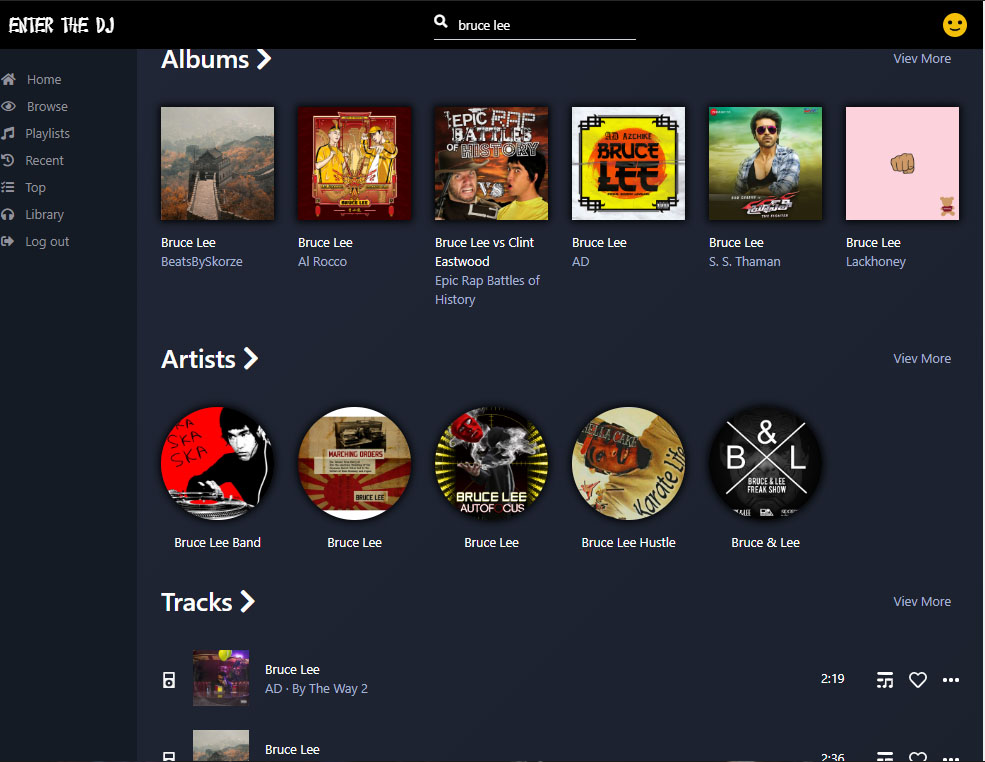 ENTER THE DJ
bruce lee
Home
Browse
Playlists
Recent
Top
Library
Log out
Albums
Viev More
EPIC RAP
BATTLES
OF HISTORY
VS
AD AZCHIKE
BRUCE
LEE
BRUCE LEE
Bruce Lee
BeatsBySkorze
Bruce Lee
Al Rocco
Bruce Lee vs Clint
Eastwood
Epic Rap Battles of
History
Bruce Lee
AD
Bruce Lee
S. S. Thaman
Bruce Lee
Lackhoney
Artists
Viev More
SKA
SKA
MARCHING ORDERS
BRUCE LEE
BRUCE LEE
AUTOFOCUS
Karate Life
B & L
BRUCE & LEE
FREAK SHOW
Bruce Lee Band
Bruce Lee
Bruce Lee
Bruce Lee Hustle
Bruce & Lee
Tracks
Viev More
Bruce Lee
AD · By The Way 2
2:19
Bruce Lee
2:36